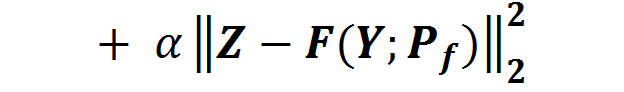 + α‖Z − F(Y; P_f)‖₂²